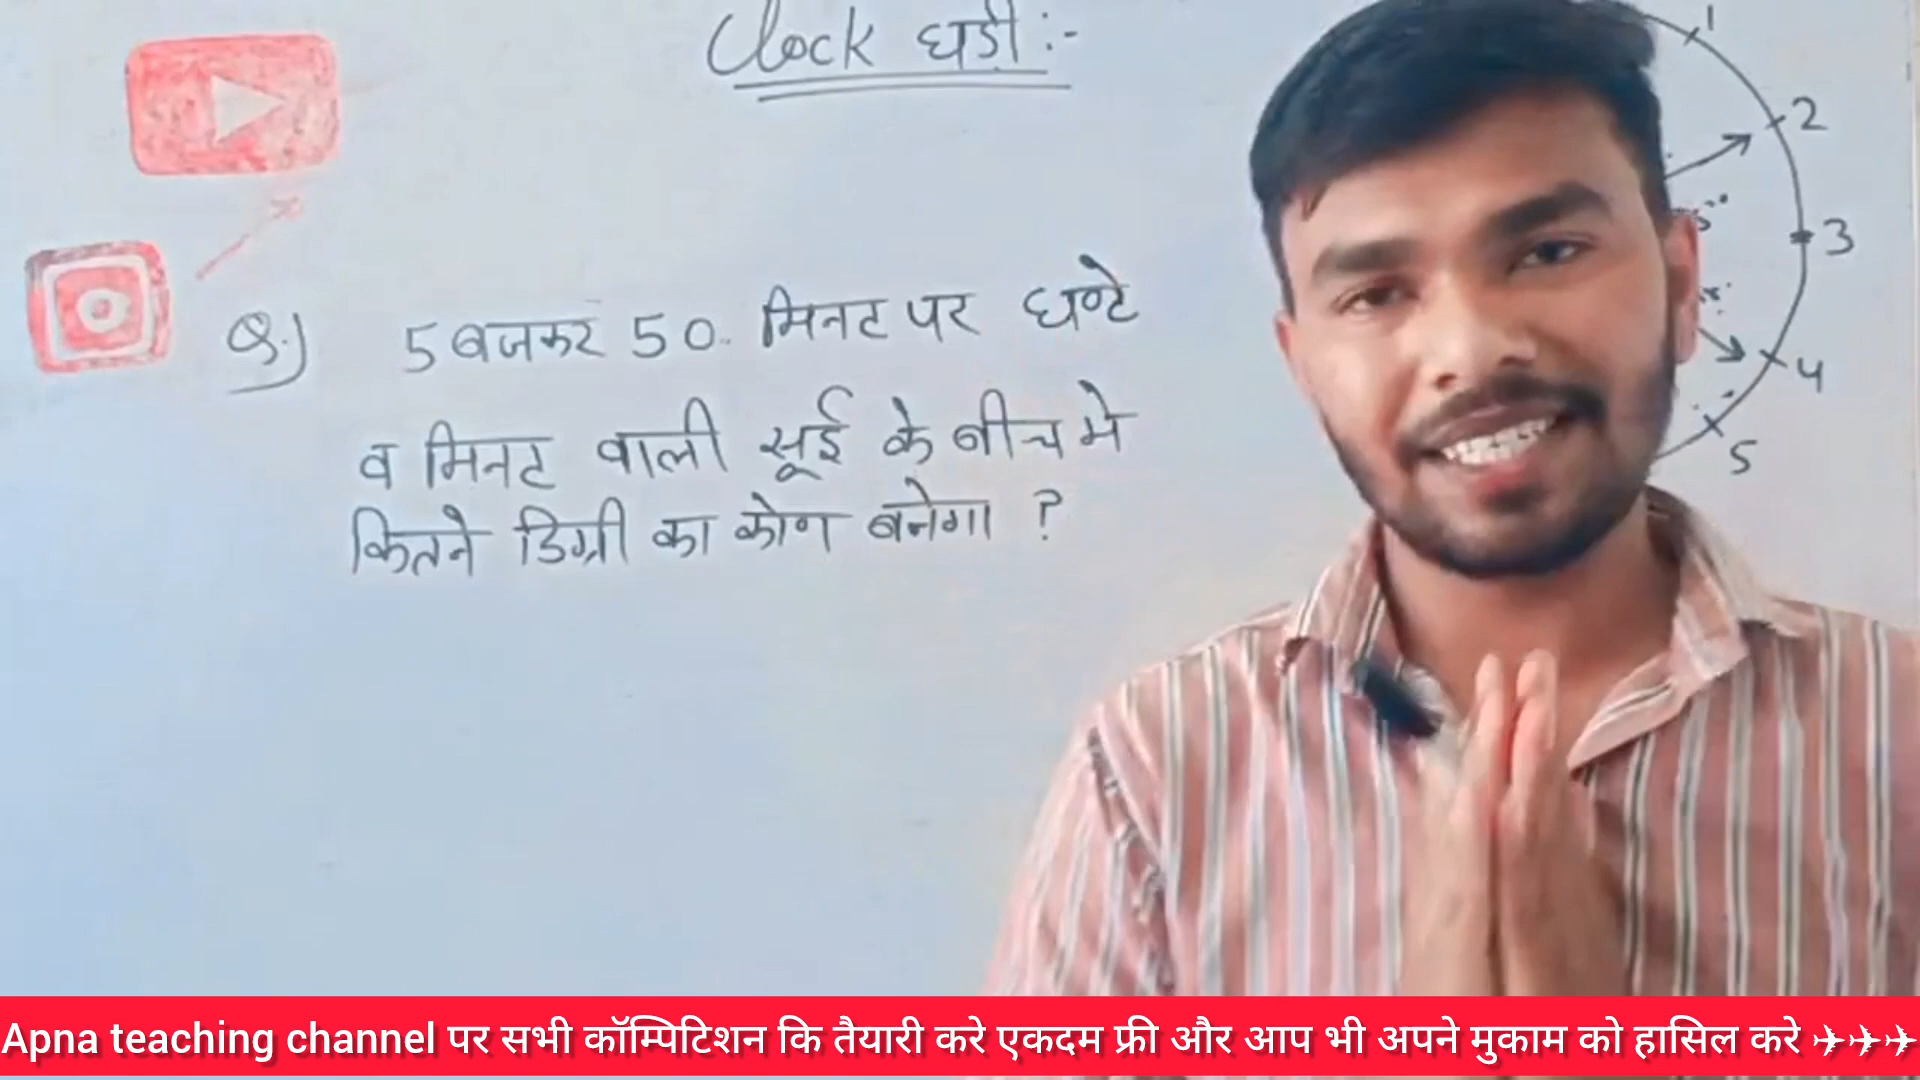 Clock घड़ी :-
1
2
3
4
5
Q.) 5 बजकर 50 मिनट पर घण्टे
व मिनट वाली सूई के बीच मे
कितने डिग्री का कोण बनेगा ?
Apna teaching channel पर सभी कॉम्पिटिशन कि तैयारी करे एकदम फ्री और आप भी अपने मुकाम को हासिल करे ✈✈✈